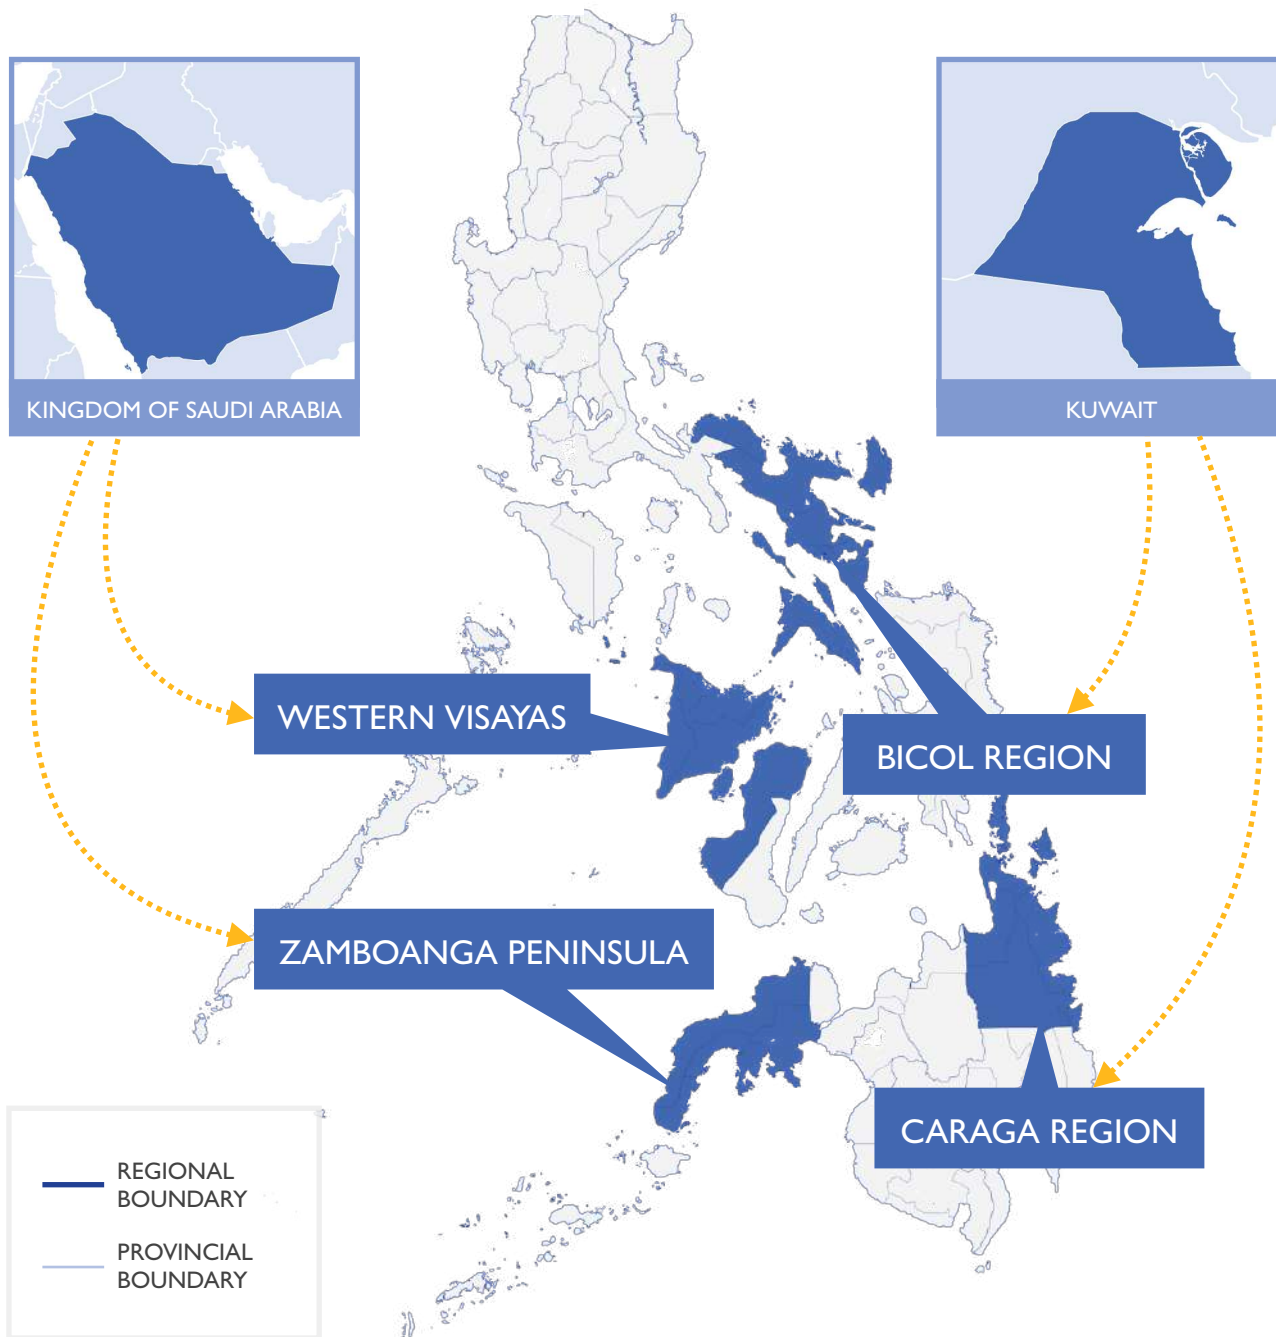 KINGDOM OF SAUDI ARABIA
KUWAIT
WESTERN VISAYAS
BICOL REGION
ZAMBOANGA PENINSULA
CARAGA REGION
REGIONAL
BOUNDARY
PROVINCIAL
BOUNDARY